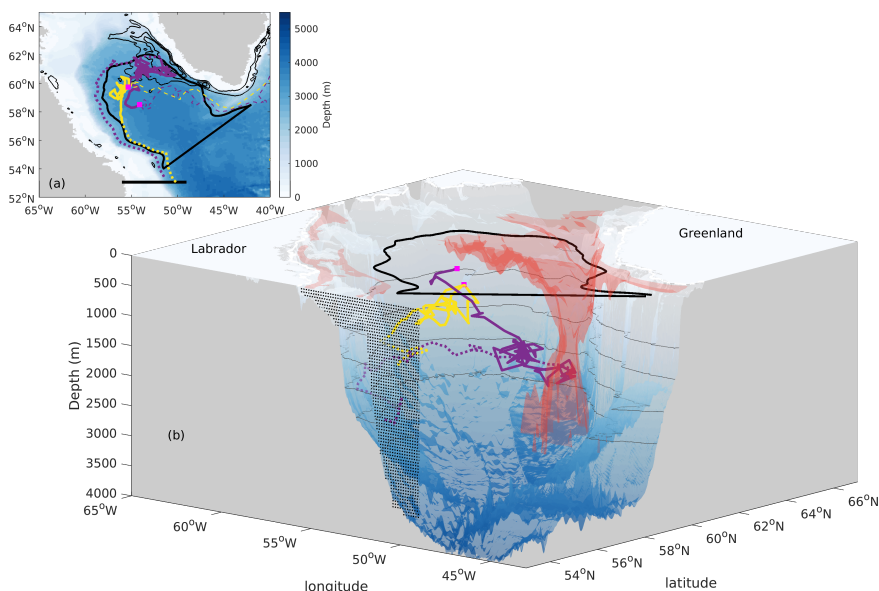 64°N
62°N
60°N
58°N
56°N
54°N
52°N
65°W
60°W
55°W
50°W
45°W
40°W
(a)
5000
4000
3000
2000
1000
0
Depth (m)
Labrador
Greenland
0
500
1000
1500
2000
2500
3000
3500
4000
Depth (m)
(b)
65°W
60°W
55°W
50°W
45°W
longitude
54°N
56°N
58°N
60°N
62°N
64°N
66°N
latitude